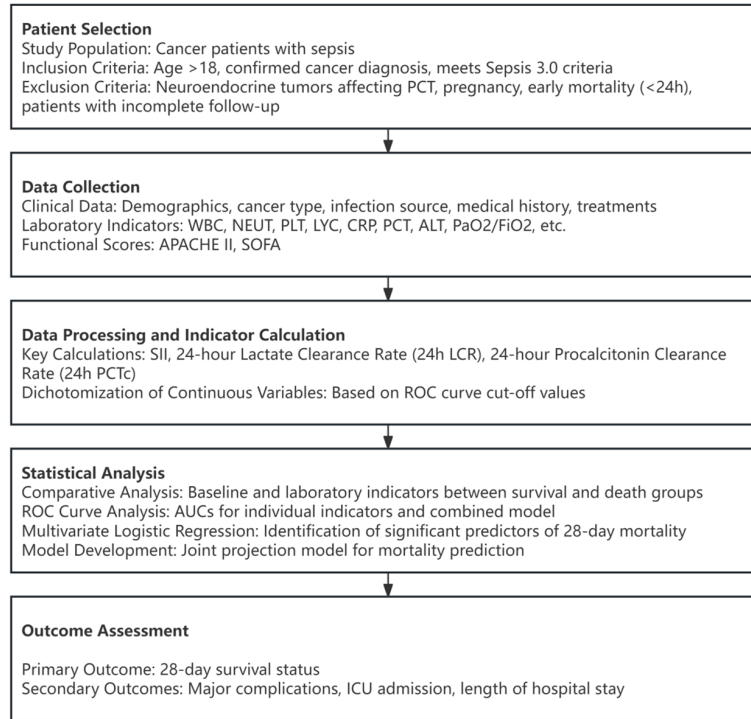 Patient Selection
Study Population: Cancer patients with sepsis
Inclusion Criteria: Age >18, confirmed cancer diagnosis, meets Sepsis 3.0 criteria
Exclusion Criteria: Neuroendocrine tumors affecting PCT, pregnancy, early mortality (<24h),
patients with incomplete follow-up
Data Collection
Clinical Data: Demographics, cancer type, infection source, medical history, treatments
Laboratory Indicators: WBC, NEUT, PLT, LYC, CRP, PCT, ALT, PaO2/FiO2, etc.
Functional Scores: APACHE II, SOFA
Data Processing and Indicator Calculation
Key Calculations: SII, 24-hour Lactate Clearance Rate (24h LCR), 24-hour Procalcitonin Clearance
Rate (24h PCTc)
Dichotomization of Continuous Variables: Based on ROC curve cut-off values
Statistical Analysis
Comparative Analysis: Baseline and laboratory indicators between survival and death groups
ROC Curve Analysis: AUCs for individual indicators and combined model
Multivariate Logistic Regression: Identification of significant predictors of 28-day mortality
Model Development: Joint projection model for mortality prediction
Outcome Assessment
Primary Outcome: 28-day survival status
Secondary Outcomes: Major complications, ICU admission, length of hospital stay